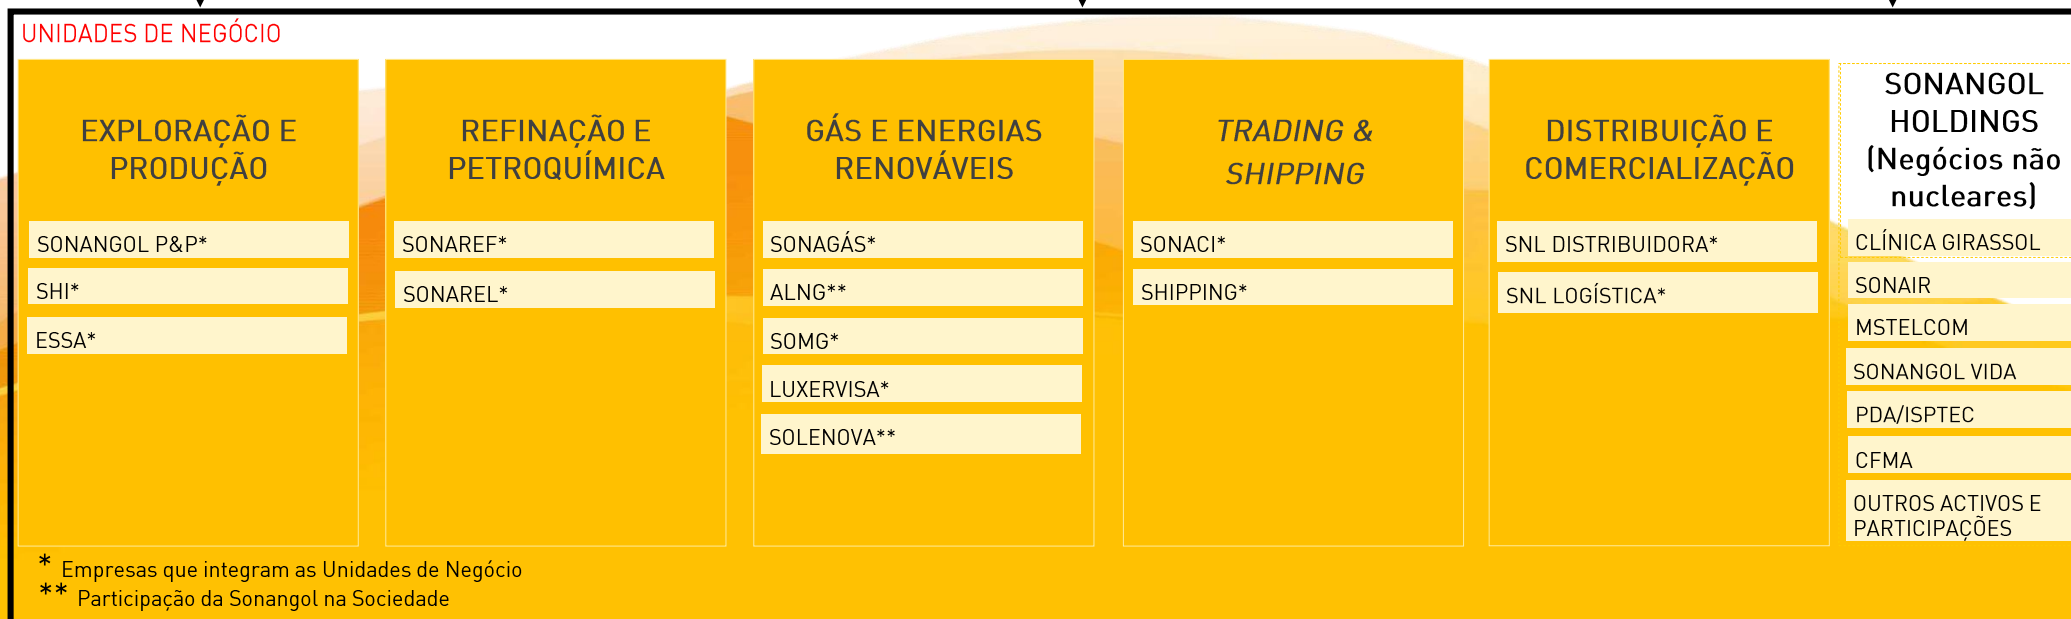 UNIDADES DE NEGÓCIO
EXPLORAÇÃO E
PRODUÇÃO
SONANGOL P&P*
SHI*
ESSA*
REFINAÇÃO E
PETROQUÍMICA
SONAREF*
SONAREL*
GÁS E ENERGIAS
RENOVÁVEIS
SONAGÁS*
ALNG**
SOMG*
LUXERVISA*
SOLENOVA**
TRADING &
SHIPPING
SONACI*
SHIPPING*
DISTRIBUIÇÃO E
COMERCIALIZAÇÃO
SNL DISTRIBUIDORA*
SNL LOGÍSTICA*
SONANGOL
HOLDINGS
(Negócios não
nucleares)
CLÍNICA GIRASSOL
SONAIR
MSTELCOM
SONANGOL VIDA
PDA/ISPTEC
CFMA
OUTROS ACTIVOS E
PARTICIPAÇÕES
* Empresas que integram as Unidades de Negócio
** Participação da Sonangol na Sociedade